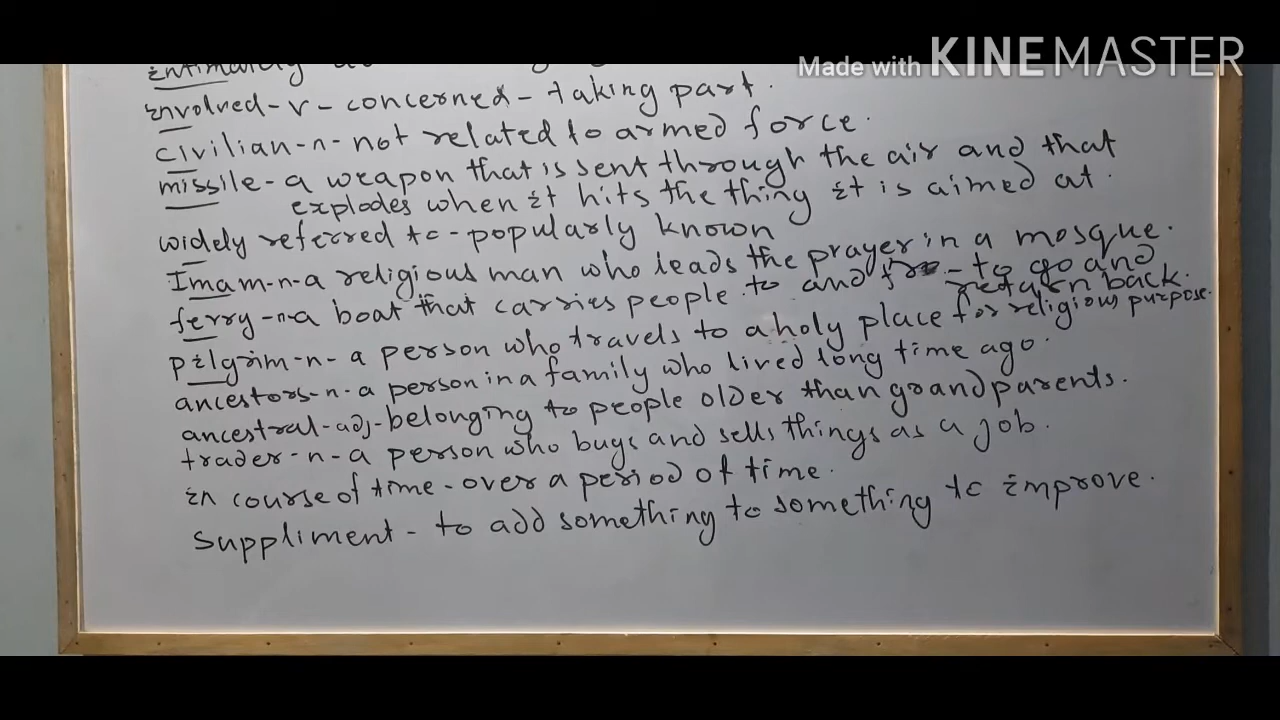 Made with KINEMASTER
intimately
involved-v-concerned-taking part.
civilian-n-not related to armed force.
missile-a weapon that is sent through the air and that
explodes when it hits the thing it is aimed at.
widely referred to-popularly known
Imam-n-a religious man who leads the prayer in a mosque.
ferry-n-a boat that carries people. to and fro - to go and
return back.
pilgrim-n-a person who travels to a holy place for religious purpose.
ancestors-n-a person in a family who lived long time ago.
ancestral-adj-belonging to people older than grandparents.
trader-n-a person who buys and sells things as a job.
in course of time-over a period of time.
suppliment-to add something to something to improve.